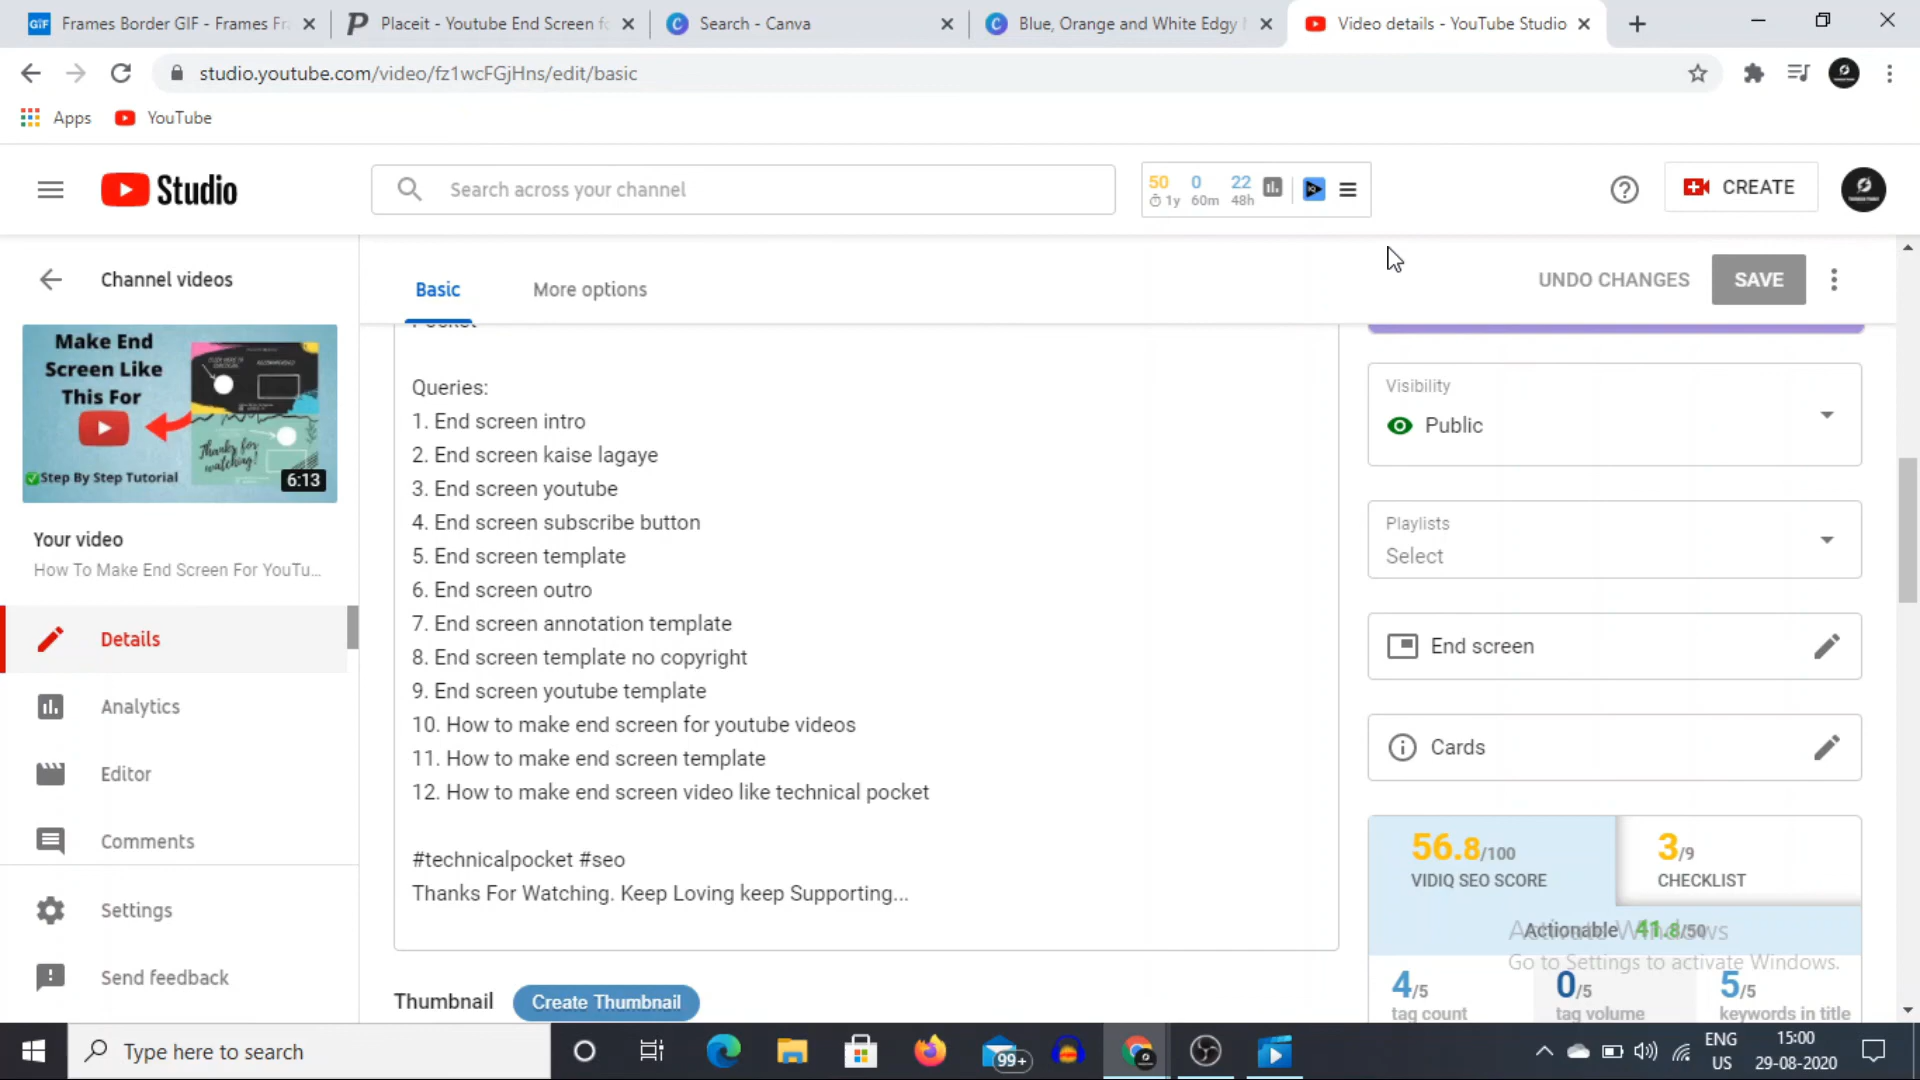 GIF Frames Border GIF - Frames Fr
Placeit - Youtube End Screen fo
Search - Canva
Blue, Orange and White Edgy
Video details - YouTube Studio
studio.youtube.com/video/fz1wcFGjHns/edit/basic
Apps
YouTube
Studio
Search across your channel
50 0 22
1y 60m 48h
CREATE
Channel videos
Basic
More options
UNDO CHANGES
SAVE
Make End
Screen Like
This For
Thanks for
watching!
Step By Step Tutorial
6:13
Your video
How To Make End Screen For YouTu...
Details
Analytics
Editor
Comments
Settings
Send feedback
Pocket
Queries:
1. End screen intro
2. End screen kaise lagaye
3. End screen youtube
4. End screen subscribe button
5. End screen template
6. End screen outro
7. End screen annotation template
8. End screen template no copyright
9. End screen youtube template
10. How to make end screen for youtube videos
11. How to make end screen template
12. How to make end screen video like technical pocket
#technicalpocket #seo
Thanks For Watching. Keep Loving keep Supporting...
Thumbnail
Create Thumbnail
Visibility
Public
Playlists
Select
End screen
Cards
56.8/100
VIDIQ SEO SCORE
3/9
CHECKLIST
Actionable 41.8/50
Activate Windows
Go to Settings to activate Windows.
4/5
tag count
0/5
tag volume
5/5
keywords in title
Type here to search
99+
ENG
US
15:00
29-08-2020